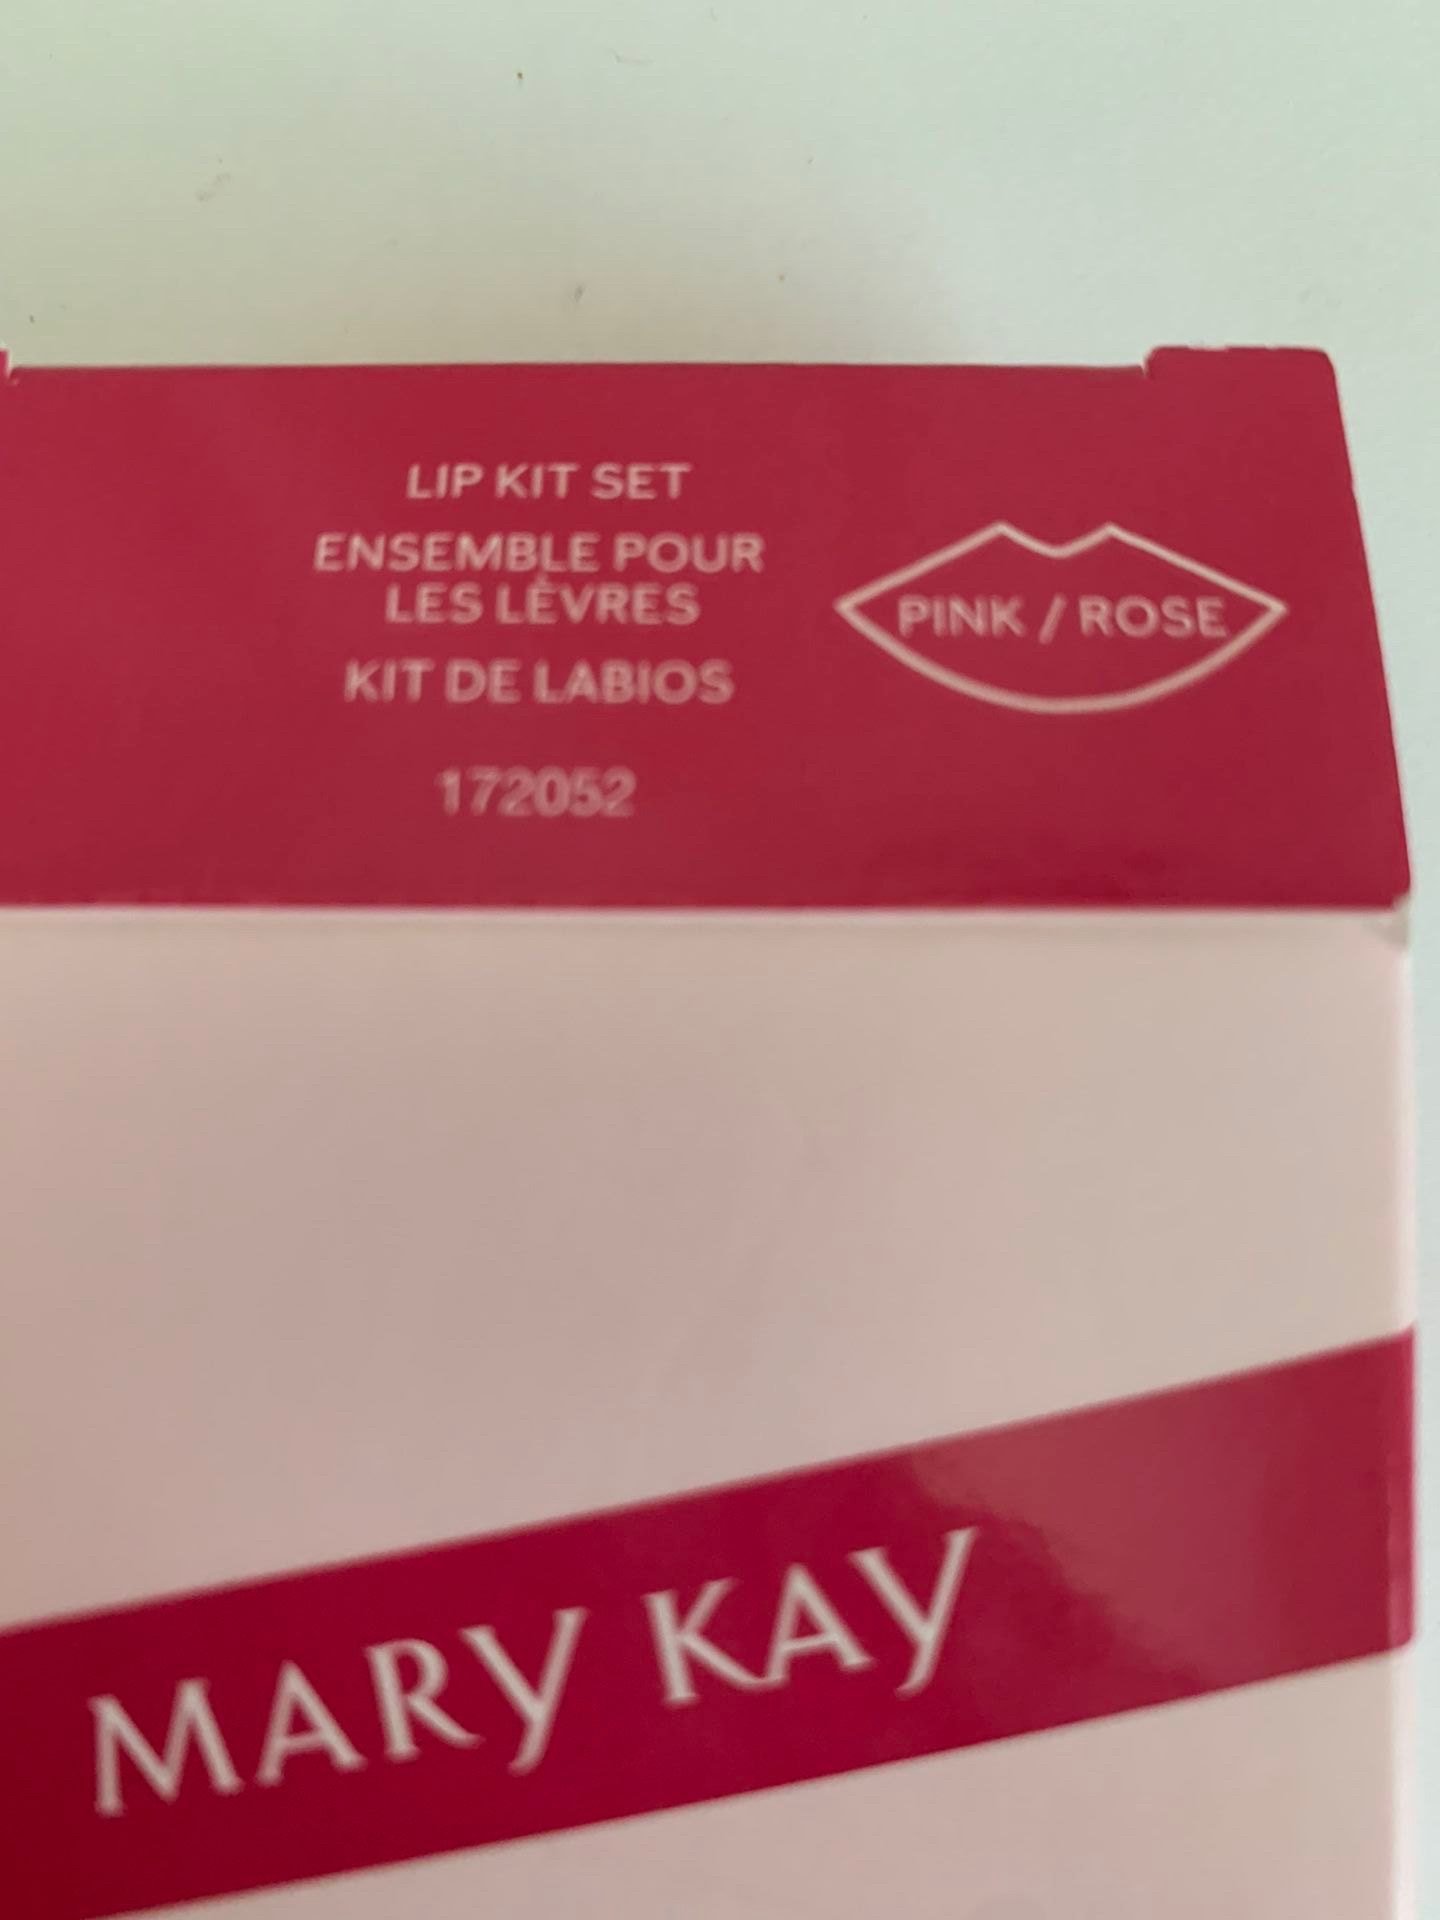 LIP KIT SET
ENSEMBLE POUR
LES LÈVRES
KIT DE LABIOS
172052
PINK / ROSE
MARY KAY